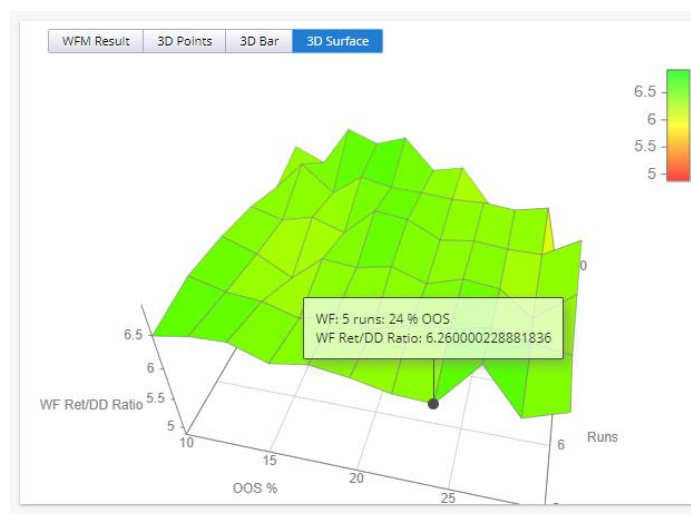 WFM Result 3D Points 3D Bar 3D Surface
6.5
6
5.5
5
0
WF: 5 runs: 24 % OOS
WF Ret/DD Ratio: 6.260000228881836
6.5
6
5.5
5
WF Ret/DD Ratio
10
15
20
25
OOS %
6
Runs